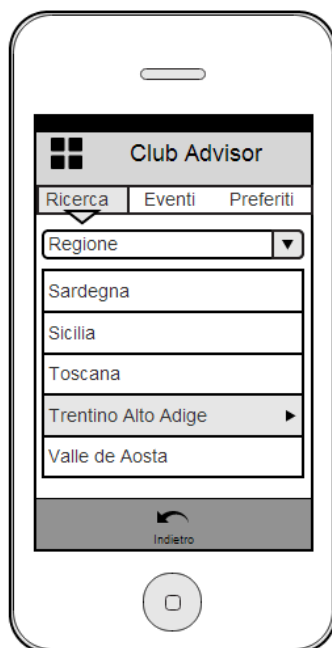 Club Advisor
Ricerca Eventi Preferiti
Regione
Sardegna
Sicilia
Toscana
Trentino Alto Adige
Valle de Aosta
Indietro